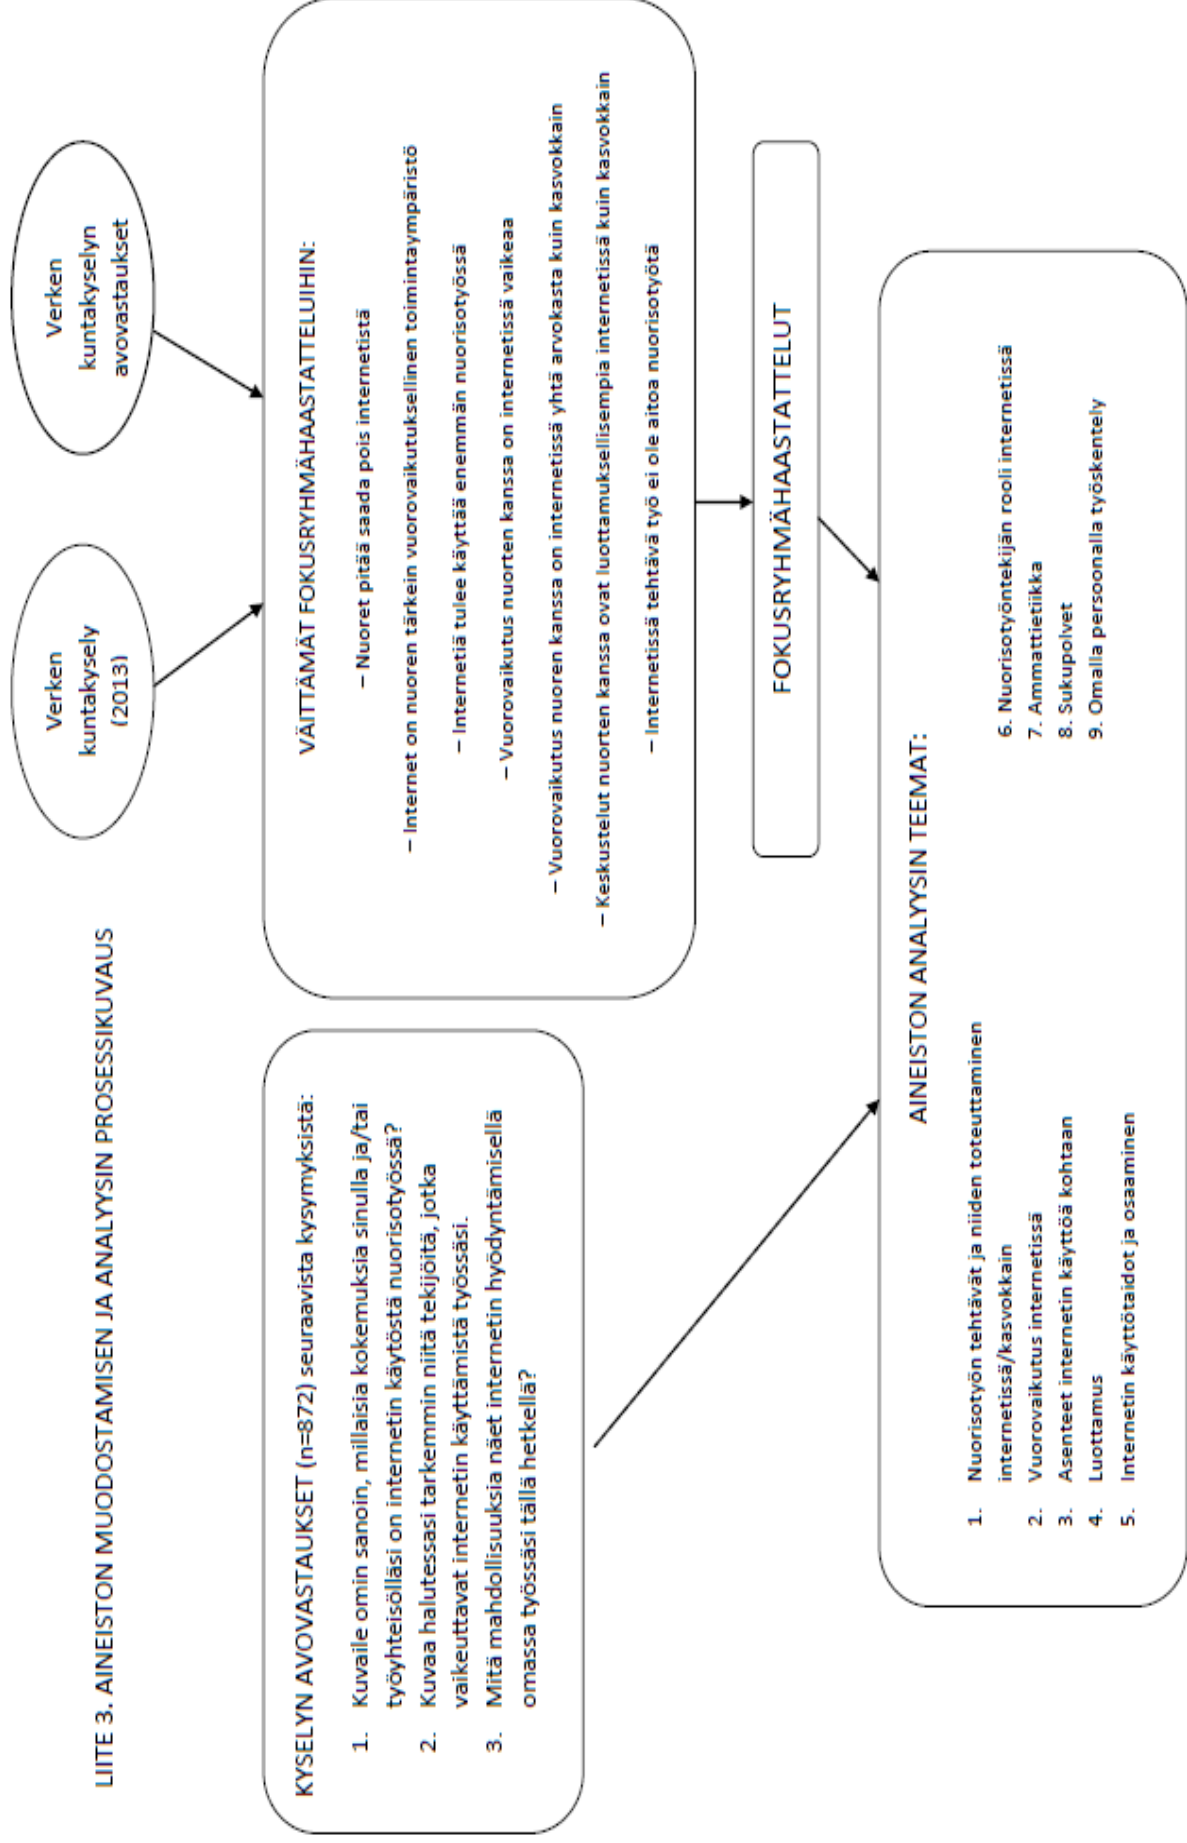 LIITE 3. AINEISTON MUODOSTAMISEN JA ANALYYSIN PROSESSIKUVAUS
Verken
kuntakysely
(2013)
Verken
kuntakyselyn
avovastaukset
KYSELYN AVOVASTAUKSET (n=872) seuraavista kysymyksistä:
1. Kuvaile omin sanoin, millaisia kokemuksia sinulla ja/tai
työyhteisölläsi on internetin käytöstä nuorisotyössä?
2. Kuvaa halutessasi tarkemmin niitä tekijöitä, jotka
vaikeuttavat internetin käyttämistä työssäsi.
3. Mitä mahdollisuuksia näet internetin hyödyntämisellä
omassa työssäsi tällä hetkellä?
VÄITTÄMÄT FOKUSRYHMÄHAASTATTELUIHIN:
– Nuoret pitää saada pois internetistä
– Internet on nuoren tärkein vuorovaikutuksellinen toimintaympäristö
– Internetiä tulee käyttää enemmän nuorisotyössä
– Vuorovaikutus nuorten kanssa on internetissä vaikeaa
– Vuorovaikutus nuoren kanssa on internetissä yhtä arvokasta kuin kasvokkain
– Keskustelut nuorten kanssa ovat luottamuksellisempia internetissä kuin kasvokkain
– Internetissä tehtävä työ ei ole aitoa nuorisotyötä
FOKUSRYHMÄHAASTATTELUT
AINEISTON ANALYYSIN TEEMAT:
1. Nuorisotyön tehtävät ja niiden toteuttaminen
internetissä/kasvokkain
2. Vuorovaikutus internetissä
3. Asenteet internetin käyttöä kohtaan
4. Luottamus
5. Internetin käyttötaidot ja osaaminen
6. Nuorisotyöntekijän rooli internetissä
7. Ammattietiikka
8. Sukupolvet
9. Omalla persoonalla työskentely